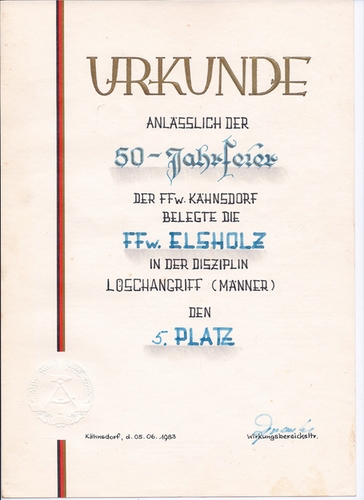 URKUNDE
ANLÄSSLICH DER
50-Jahrfeier
DER FFw. KÄHNSDORF
BELEGTE DIE
FFw. ELSHOLZ
IN DER DISZIPLIN
LÖSCHANGRIFF (MÄNNER)
DEN
5. PLATZ
Kähnsdorf, d. 05.06.1983
Wirkungsbereichsltr.